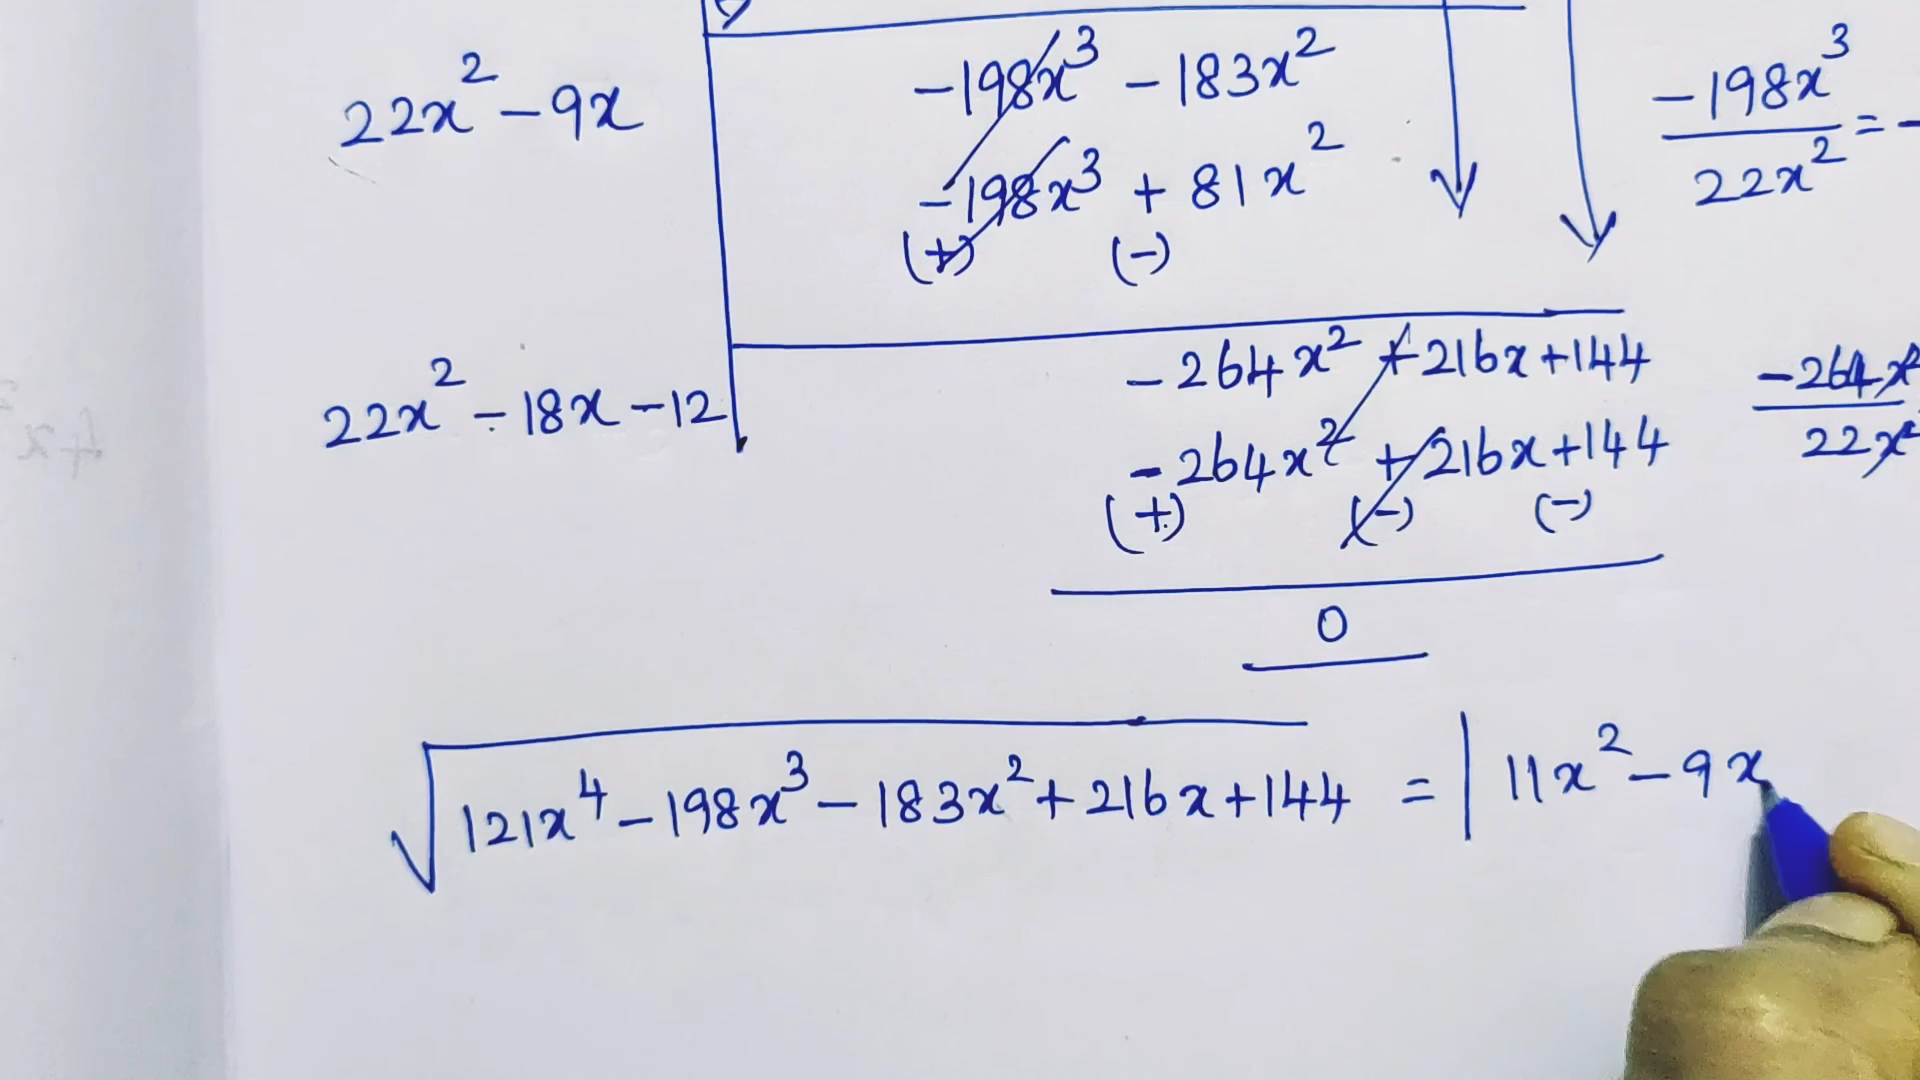 22x² - 9x
-198x³ - 183x²
-198x³ + 81x²
(+) (-)
-198x³ / 22x² = -
22x² - 18x - 12
-264x² + 216x + 144
-264x² + 216x + 144
(+) (-) (-)
-264x² / 22x²
0
√121x⁴ - 198x³ - 183x² + 216x + 144 = | 11x² - 9x